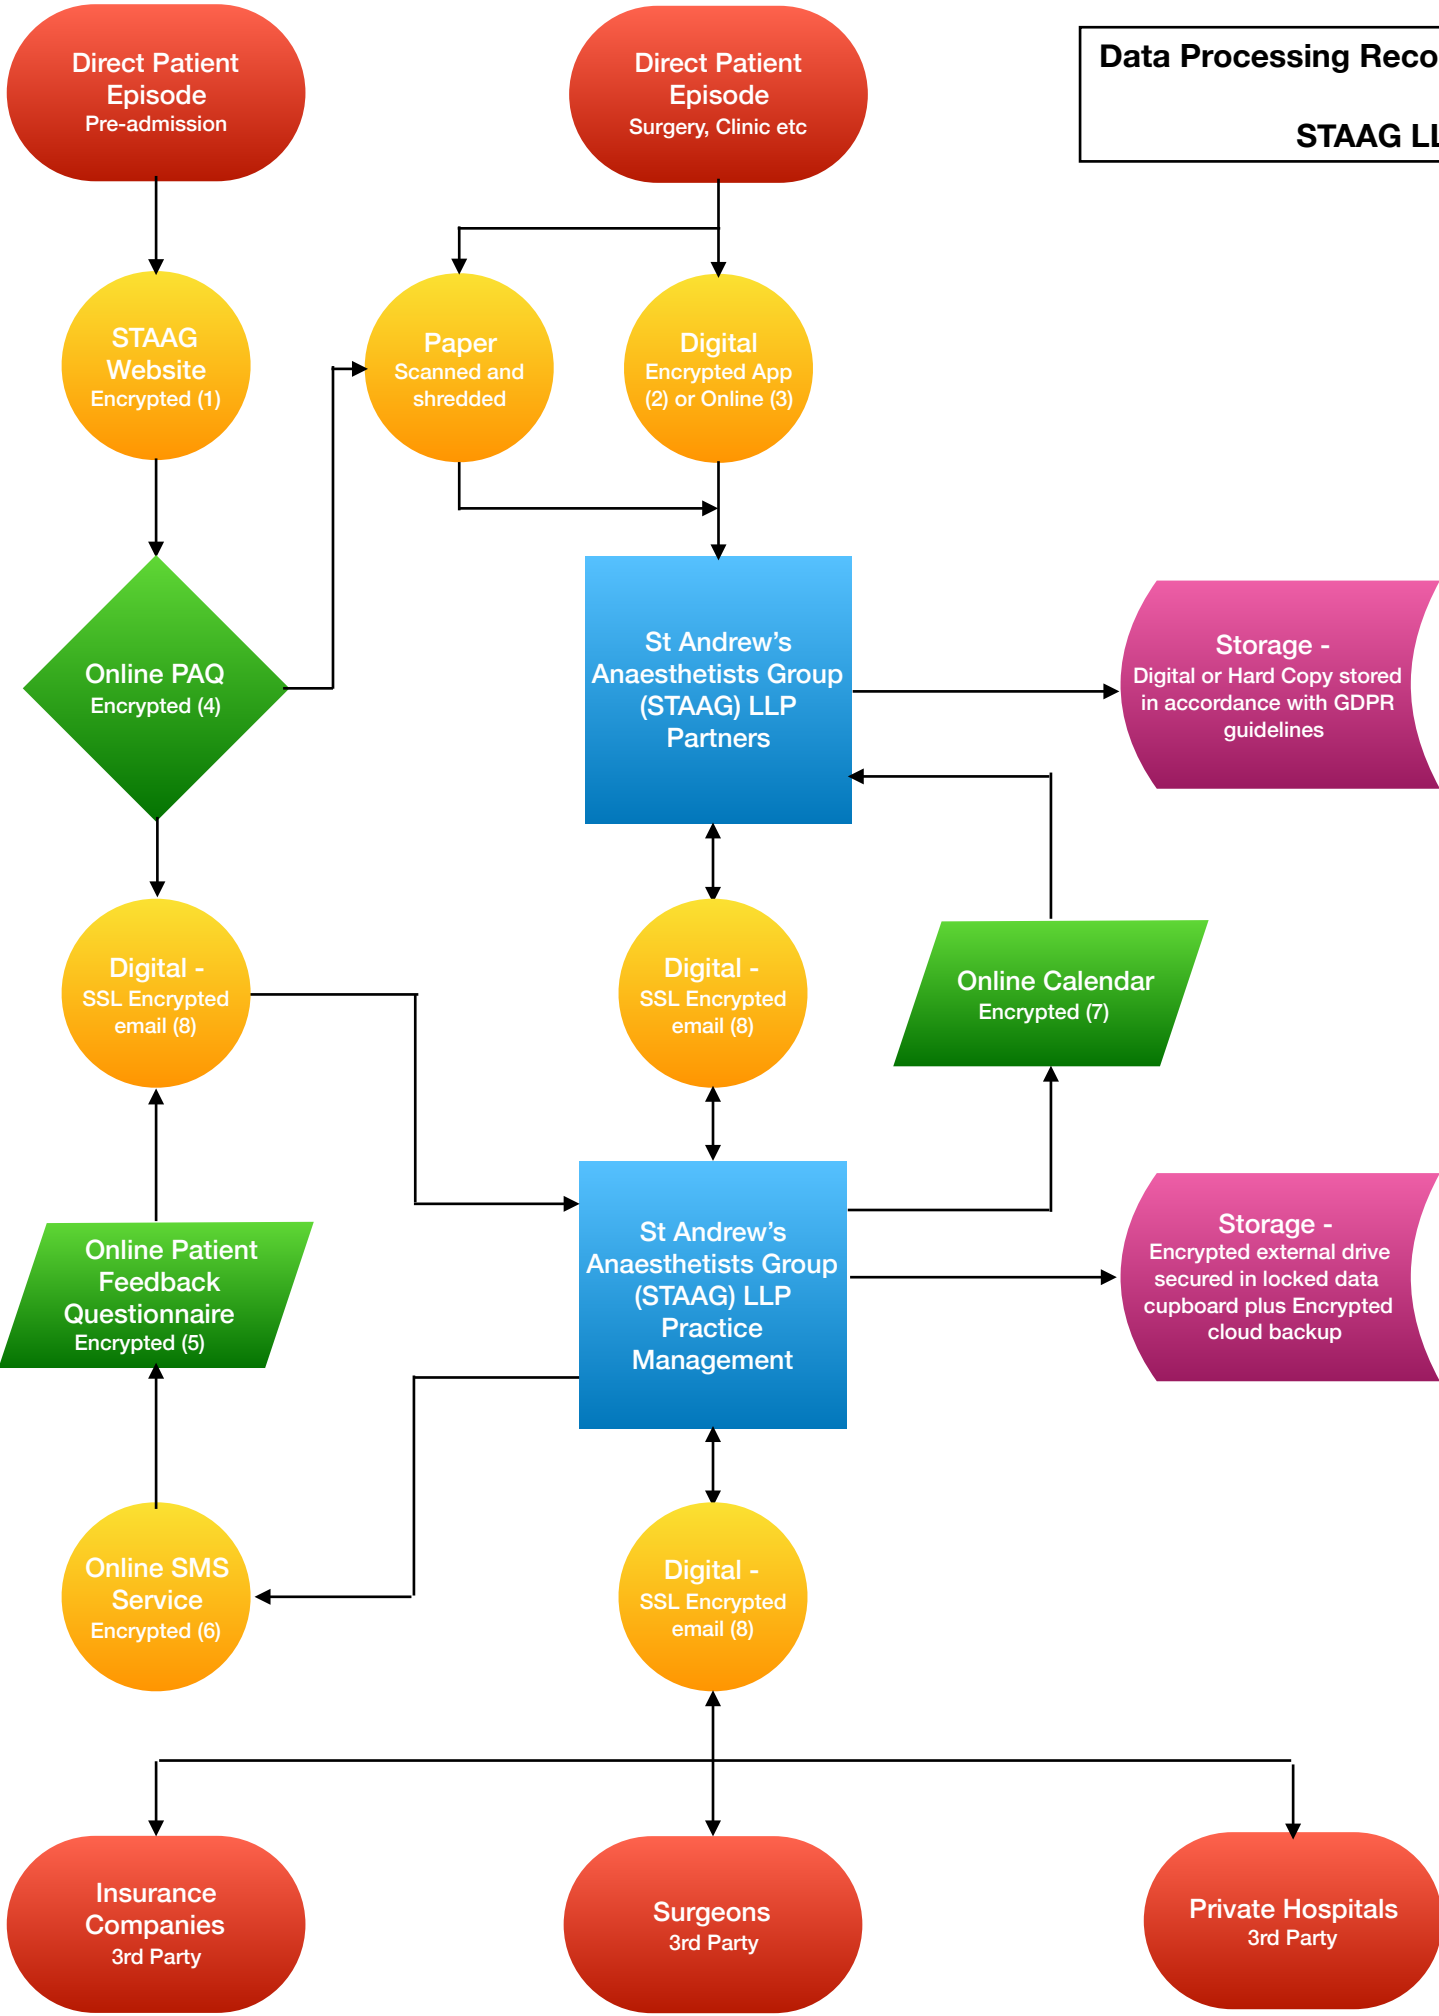 Direct Patient
Episode
Pre-admission
Direct Patient
Episode
Surgery, Clinic etc
Data Processing Reco
STAAG LL
STAAG
Website
Encrypted (1)
Paper
Scanned and
shredded
Digital
Encrypted App
(2) or Online (3)
Online PAQ
Encrypted (4)
St Andrew’s
Anaesthetists Group
(STAAG) LLP
Partners
Storage -
Digital or Hard Copy stored
in accordance with GDPR
guidelines
Digital -
SSL Encrypted
email (8)
Digital -
SSL Encrypted
email (8)
Online Calendar
Encrypted (7)
Online Patient
Feedback
Questionnaire
Encrypted (5)
St Andrew’s
Anaesthetists Group
(STAAG) LLP
Practice
Management
Storage -
Encrypted external drive
secured in locked data
cupboard plus Encrypted
cloud backup
Online SMS
Service
Encrypted (6)
Digital -
SSL Encrypted
email (8)
Insurance
Companies
3rd Party
Surgeons
3rd Party
Private Hospitals
3rd Party